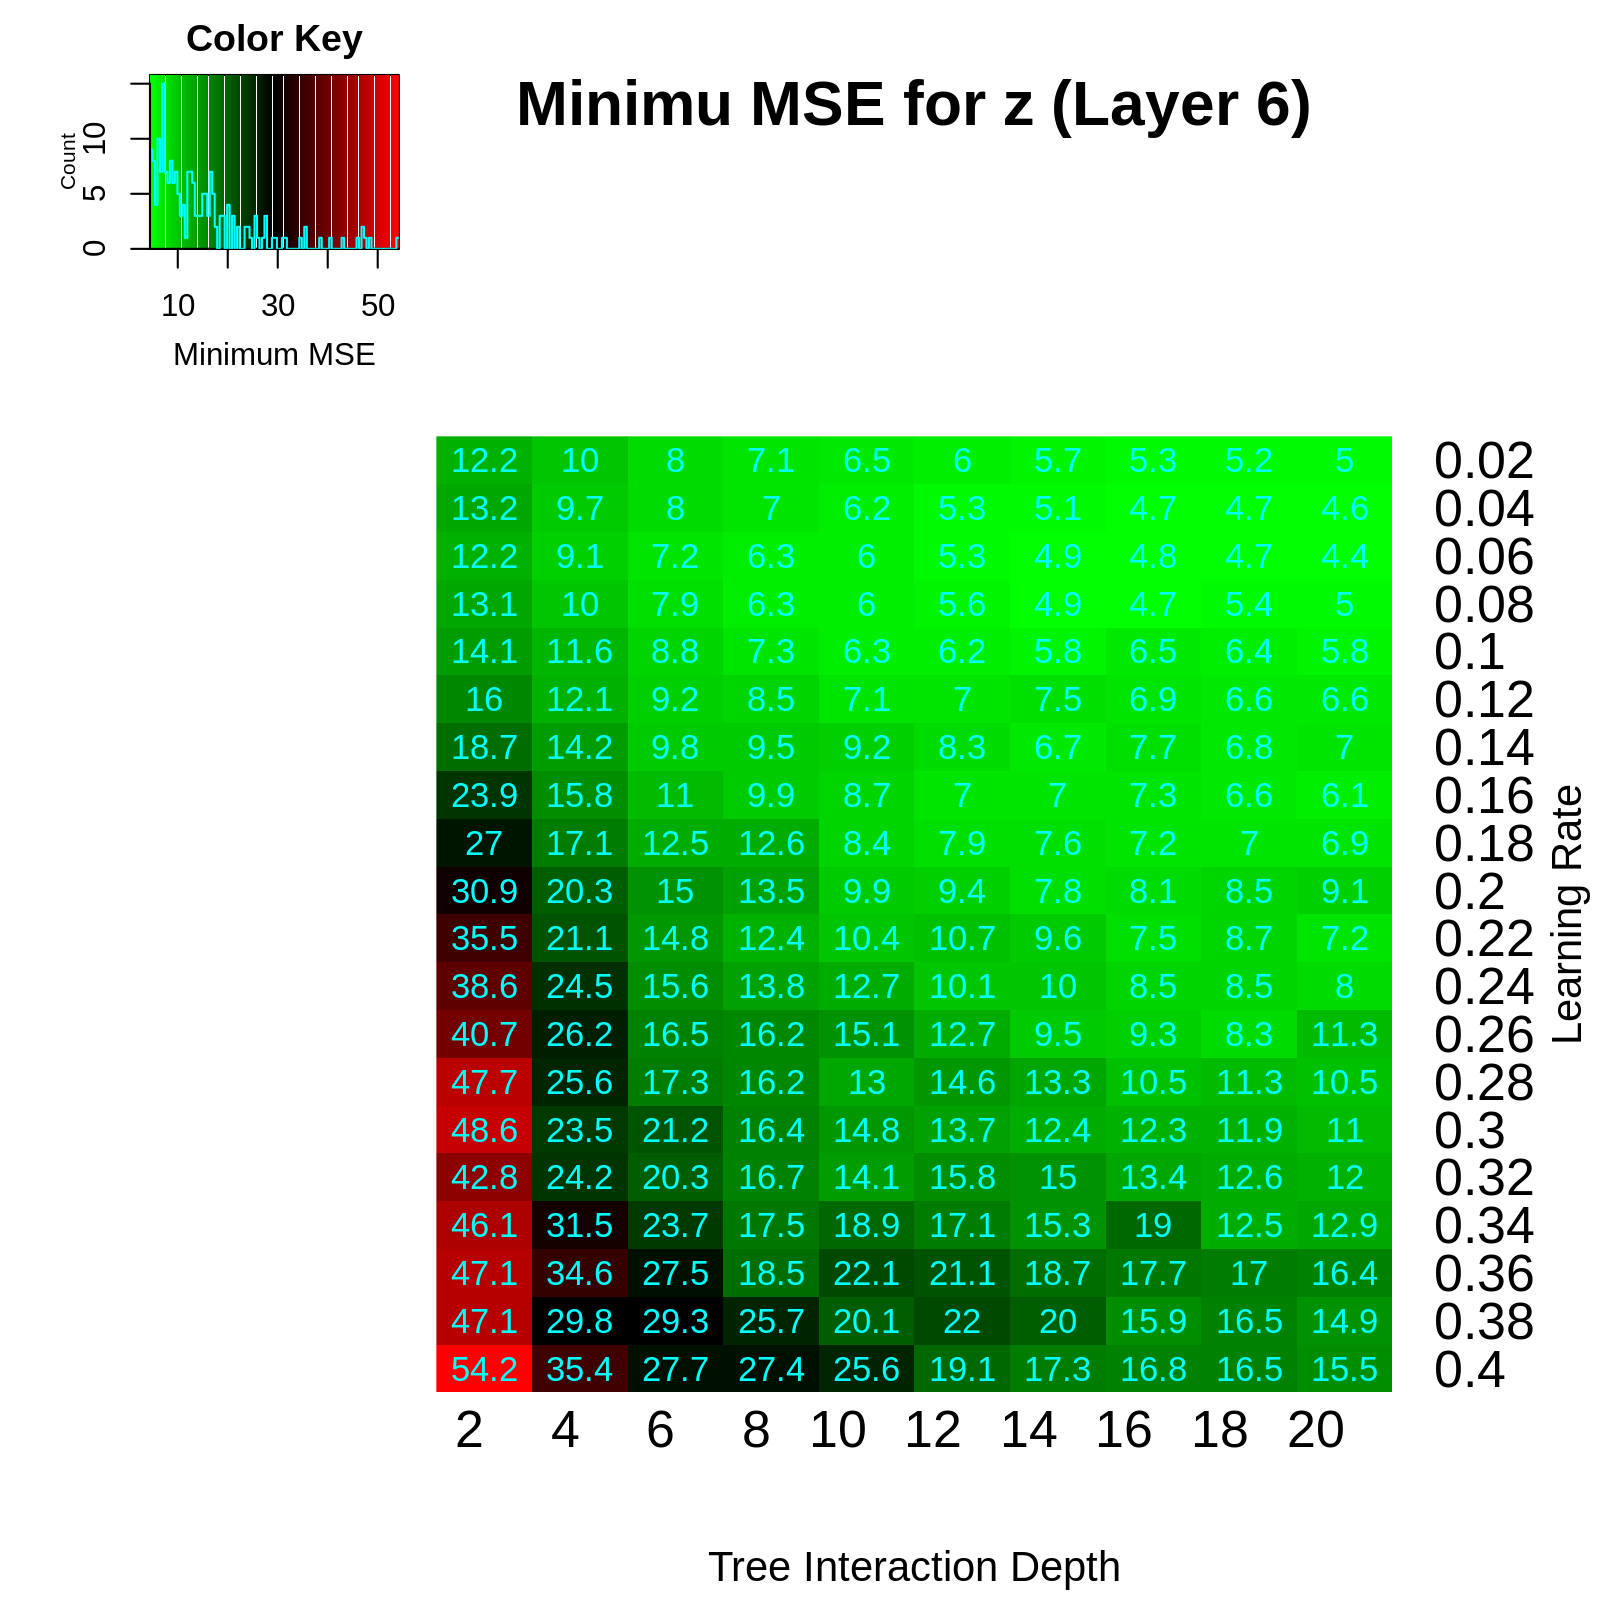 Color Key
Minimu MSE for z (Layer 6)
Count
0 5 10
10 30 50
Minimum MSE
12.2 10 8 7.1 6.5 6 5.7 5.3 5.2 5 0.02
13.2 9.7 8 7 6.2 5.3 5.1 4.7 4.7 4.6 0.04
12.2 9.1 7.2 6.3 6 5.3 4.9 4.8 4.7 4.4 0.06
13.1 10 7.9 6.3 6 5.6 4.9 4.7 5.4 5 0.08
14.1 11.6 8.8 7.3 6.3 6.2 5.8 6.5 6.4 5.8 0.1
16 12.1 9.2 8.5 7.1 7 7.5 6.9 6.6 6.6 0.12
18.7 14.2 9.8 9.5 9.2 8.3 6.7 7.7 6.8 7 0.14
23.9 15.8 11 9.9 8.7 7 7 7.3 6.6 6.1 0.16
27 17.1 12.5 12.6 8.4 7.9 7.6 7.2 7 6.9 0.18
30.9 20.3 15 13.5 9.9 9.4 7.8 8.1 8.5 9.1 0.2
35.5 21.1 14.8 12.4 10.4 10.7 9.6 7.5 8.7 7.2 0.22
38.6 24.5 15.6 13.8 12.7 10.1 10 8.5 8.5 8 0.24
40.7 26.2 16.5 16.2 15.1 12.7 9.5 9.3 8.3 11.3 0.26
47.7 25.6 17.3 16.2 13 14.6 13.3 10.5 11.3 10.5 0.28
48.6 23.5 21.2 16.4 14.8 13.7 12.4 12.3 11.9 11 0.3
42.8 24.2 20.3 16.7 14.1 15.8 15 13.4 12.6 12 0.32
46.1 31.5 23.7 17.5 18.9 17.1 15.3 19 12.5 12.9 0.34
47.1 34.6 27.5 18.5 22.1 21.1 18.7 17.7 17 16.4 0.36
47.1 29.8 29.3 25.7 20.1 22 20 15.9 16.5 14.9 0.38
54.2 35.4 27.7 27.4 25.6 19.1 17.3 16.8 16.5 15.5 0.4
Learning Rate
2 4 6 8 10 12 14 16 18 20
Tree Interaction Depth